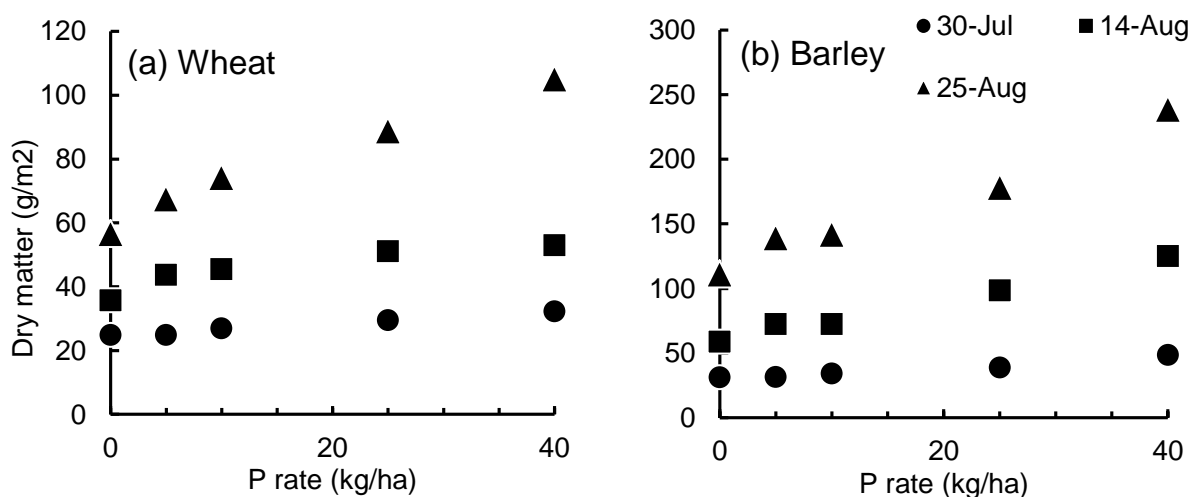 (a) Wheat
Dry matter (g/m2)
120
100
80
60
40
20
0
0 20 40
P rate (kg/ha)
(b) Barley
30-Jul 14-Aug
25-Aug
300
250
200
150
100
50
0
0 20 40
P rate (kg/ha)